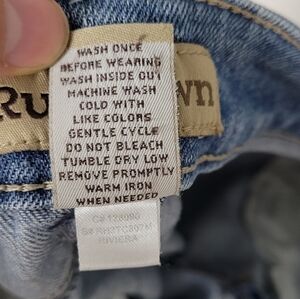 WASH ONCE
BEFORE WEARING
WASH INSIDE OUT
MACHINE WASH
COLD WITH
LIKE COLORS
GENTLE CYCLE
DO NOT BLEACH
TUMBLE DRY LOW
REMOVE PROMPTLY
WARM IRON
WHEN NEEDED
RIVIERA